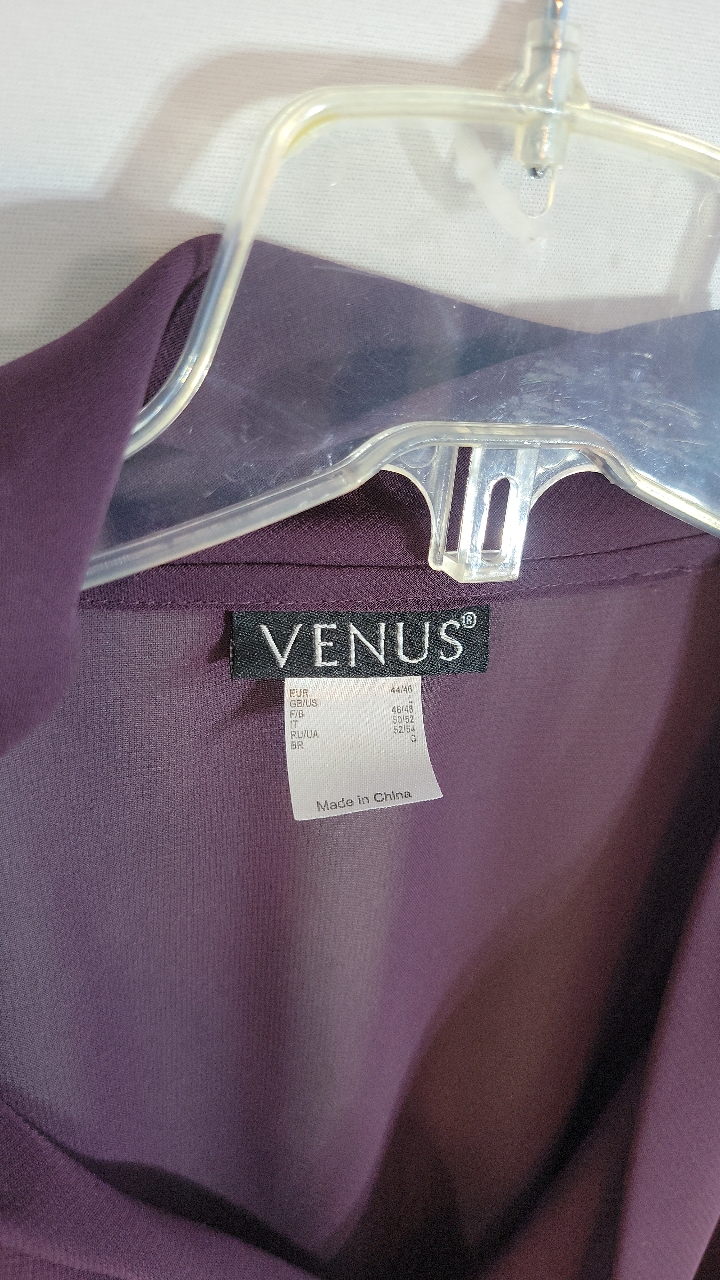 VENUS®
EUR 44/46
GB/US
F/B 46/48
IT 50/52
RU/UA 52/54
BR G
Made in China